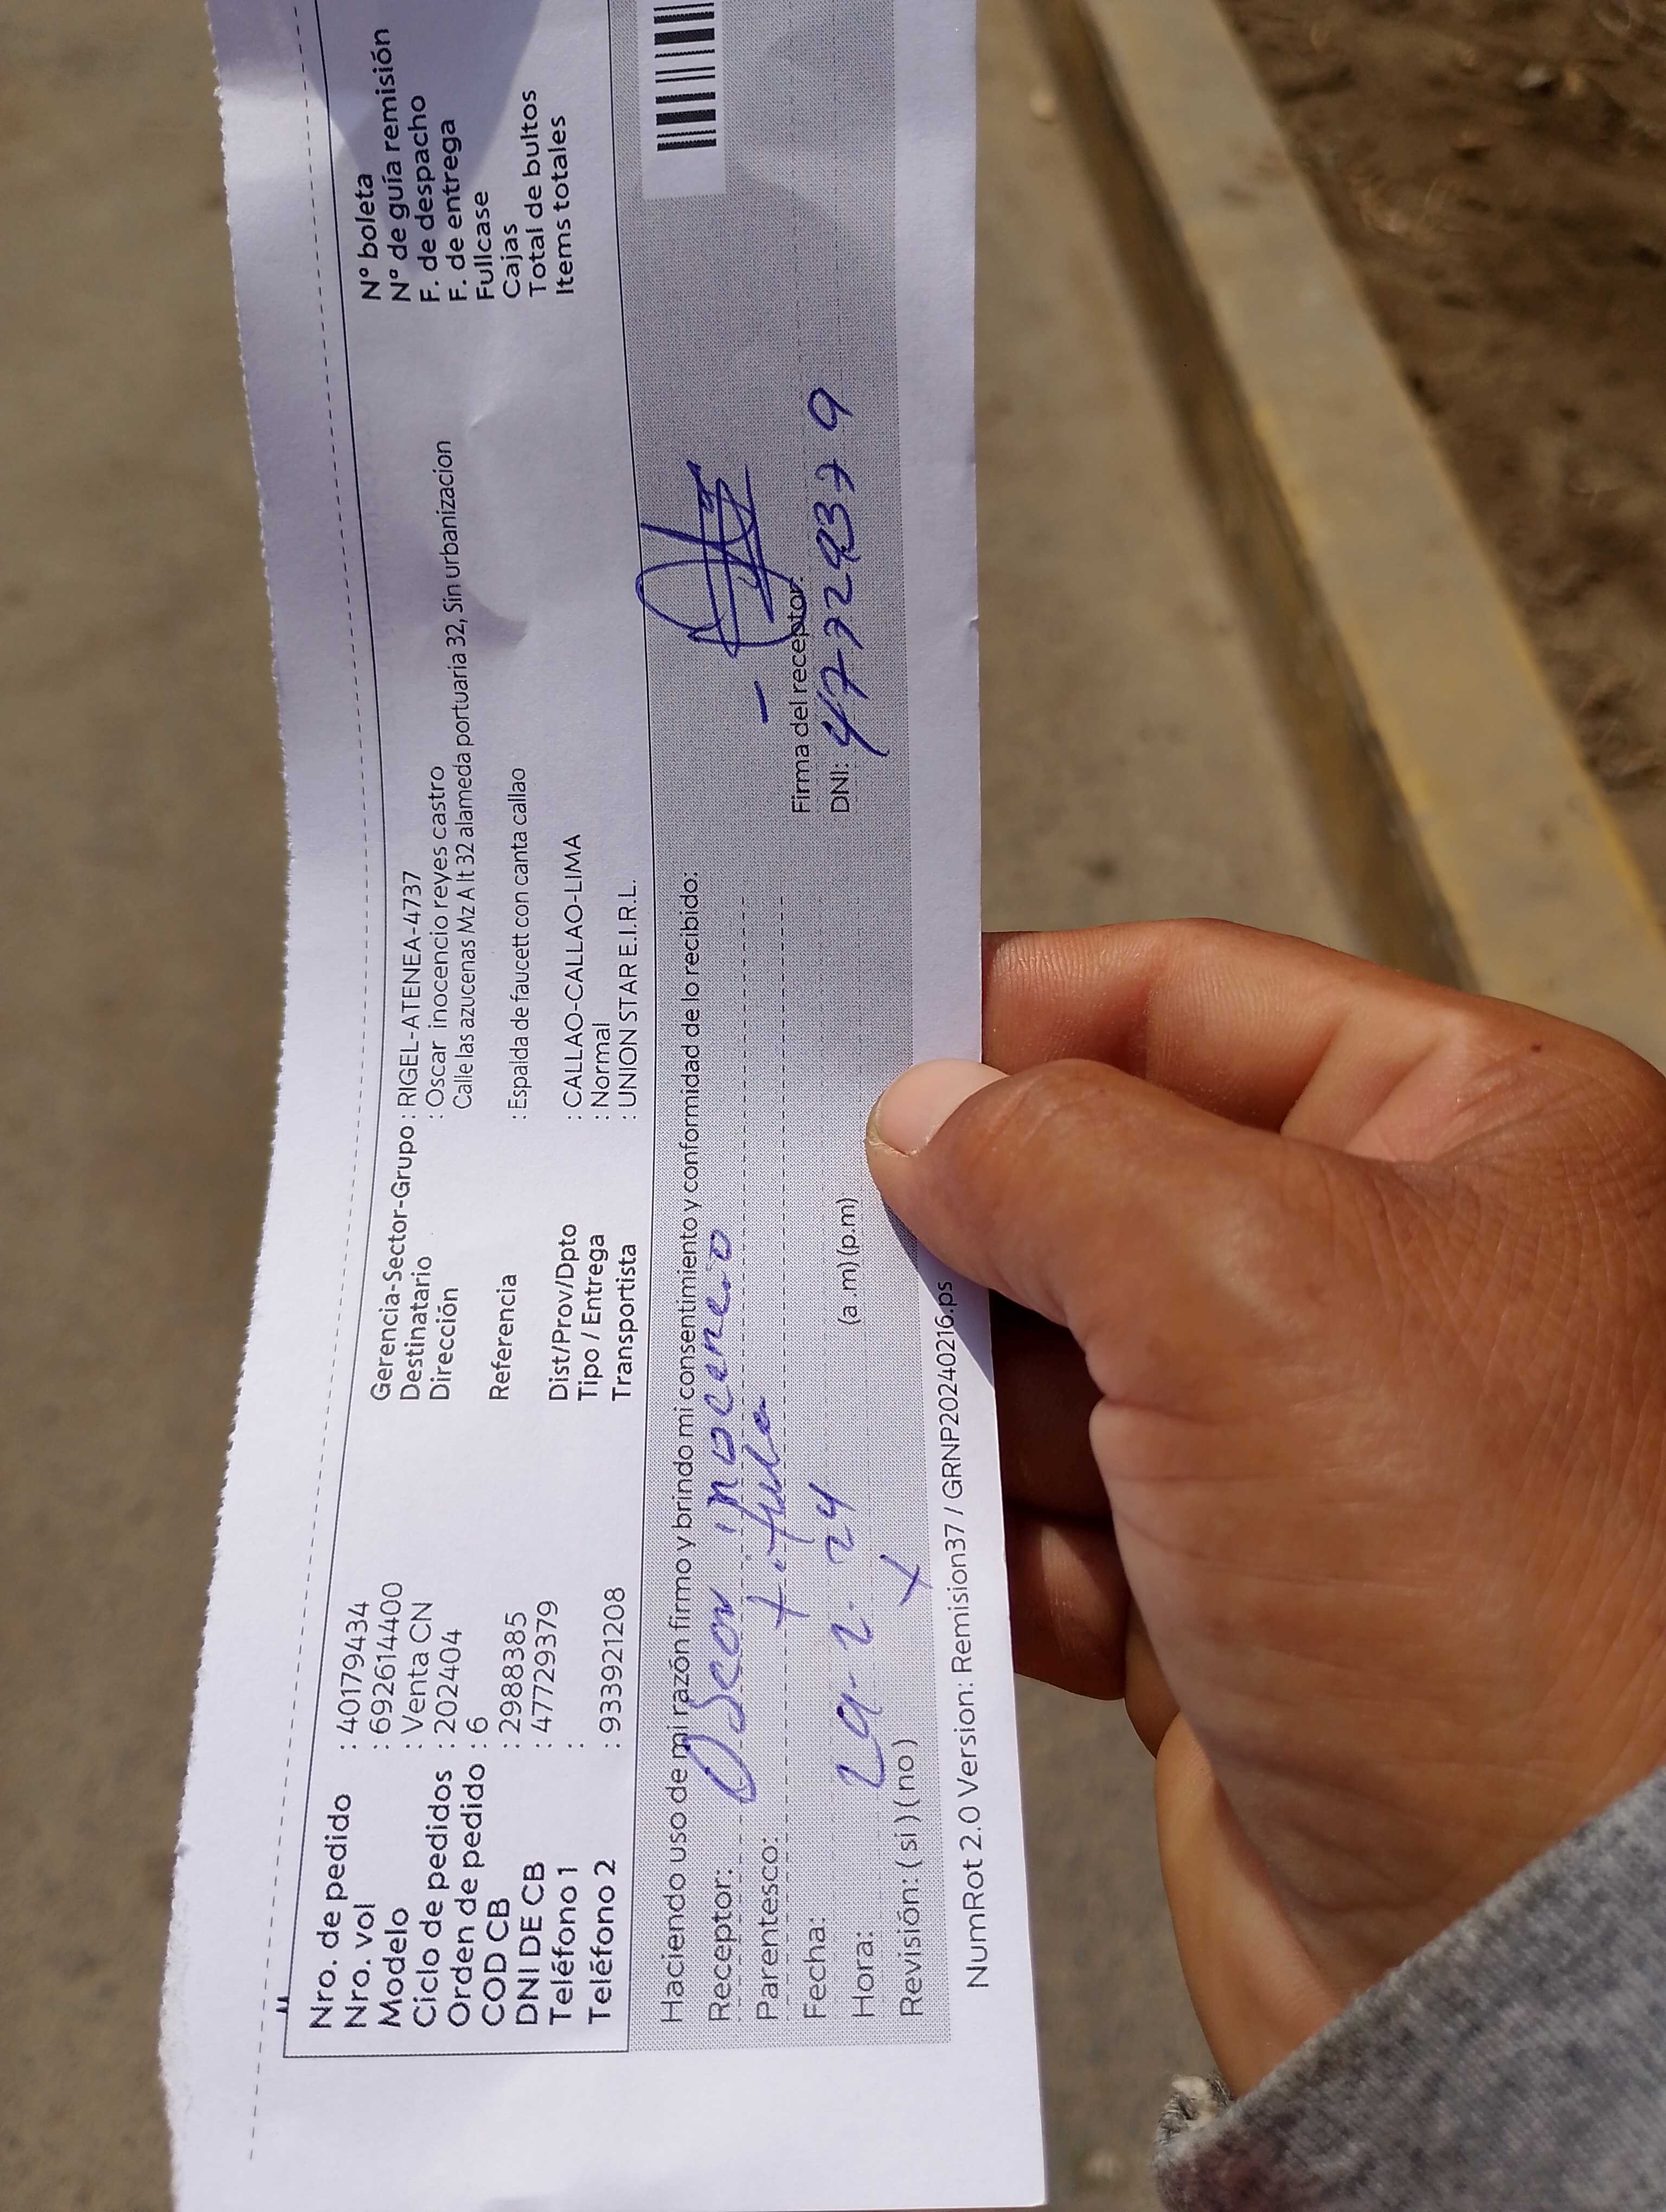 Nro. de pedido : 40179434
Nro. vol : 692614400
Modelo : Venta CN
Ciclo de pedidos : 202404
Orden de pedido : 6
COD CB : 2988385
DNI DE CB : 47729379
Teléfono 1 :
Teléfono 2 : 933921208
Gerencia-Sector-Grupo : RIGEL-ATENEA-4737
Destinatario : Oscar inocencio reyes castro
Dirección Calle las azucenas Mz A lt 32 alameda portuaria 32, Sin urbanizacion
Referencia : Espalda de faucett con canta callao
Dist/Prov/Dpto : CALLAO-CALLAO-LIMA
Tipo / Entrega : Normal
Transportista : UNION STAR E.I.R.L.
N° boleta
N° de guía remisión
F. de despacho
F. de entrega
Fullcase
Cajas
Total de bultos
Items totales
Haciendo uso de mi razón firmo y brindo mi consentimiento y conformidad de lo recibido:
Receptor: Oscar inocencio
Parentesco: titular
Fecha:
Hora: 29-2-24 (a.m) (p.m)
Revisión: ( si ) ( no ) x
Firma del receptor:
DNI: 47729379
NumRot 2.0 Version: Remision37 / GRNP20240216.ps